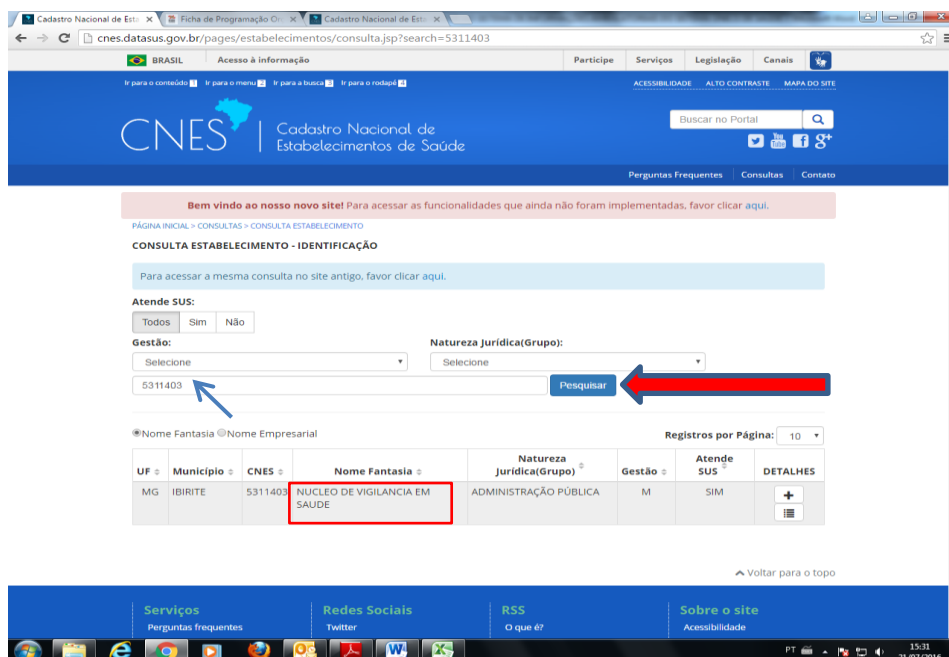 Cadastro Nacional de Esta
Ficha de Programação Or
Cadastro Nacional de Esta
cnes.datasus.gov.br/pages/estabelecimentos/consulta.jsp?search=5311403
BRASIL Acesso à informação Participe Serviços Legislação Canais
Ir para o conteúdo 1 Ir para o menu 2 Ir para a busca 3 Ir para o rodapé 4 ACESSIBILIDADE ALTO CONTRASTE MAPA DO SITE
CNES Cadastro Nacional de
Estabelecimentos de Saúde
Buscar no Portal
You Tube
Perguntas Frequentes Consultas Contato
Bem vindo ao nosso novo site! Para acessar as funcionalidades que ainda não foram implementadas, favor clicar aqui.
PÁGINA INICIAL > CONSULTAS > CONSULTA ESTABELECIMENTO
CONSULTA ESTABELECIMENTO - IDENTIFICAÇÃO
Para acessar a mesma consulta no site antigo, favor clicar aqui.
Atende SUS:
Todos Sim Não
Gestão: Natureza Jurídica(Grupo):
Selecione Selecione
5311403 Pesquisar
Nome Fantasia Nome Empresarial Registros por Página: 10
UF Município CNES Nome Fantasia Natureza Jurídica(Grupo) Gestão Atende SUS DETALHES
MG IBIRITE 5311403 NUCLEO DE VIGILANCIA EM SAUDE ADMINISTRAÇÃO PÚBLICA M SIM
Voltar para o topo
Serviços Redes Sociais RSS Sobre o site
Perguntas frequentes Twitter O que é? Acessibilidade
PT 15:31
21/07/2016